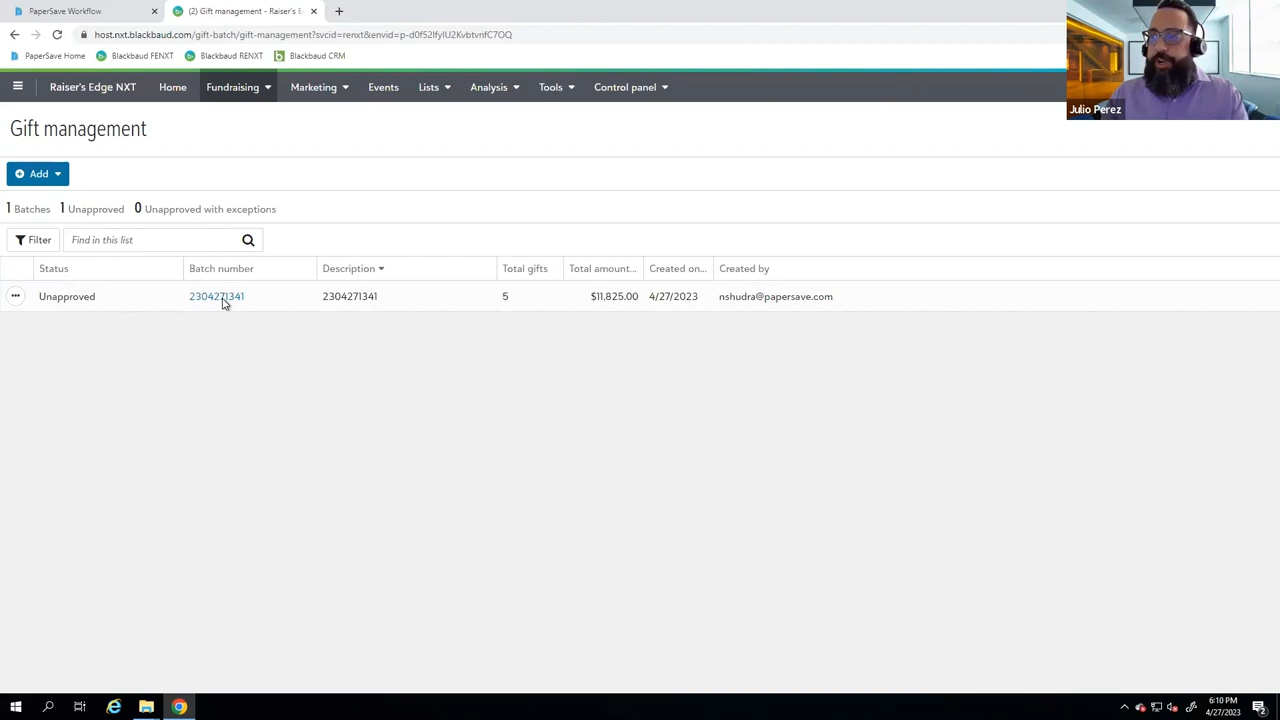 PaperSave Workflow
(2) Gift management - Raiser's E
host.nxt.blackbaud.com/gift-batch/gift-management?svcid=renxt&envid=p-d0f52lfyIU2Kvbtvnf​C7OQ
PaperSave Home Blackbaud FENXT Blackbaud RENXT Blackbaud CRM
Raiser's Edge NXT Home Fundraising Marketing Events Lists Analysis Tools Control panel
Julio Perez
Gift management
Add
1 Batches 1 Unapproved 0 Unapproved with exceptions
Filter Find in this list
Status Batch number Description Total gifts Total amount... Created on... Created by
Unapproved 2304271341 2304271341 5 $11,825.00 4/27/2023 nshudra@papersave.com
6:10 PM
4/27/2023
2